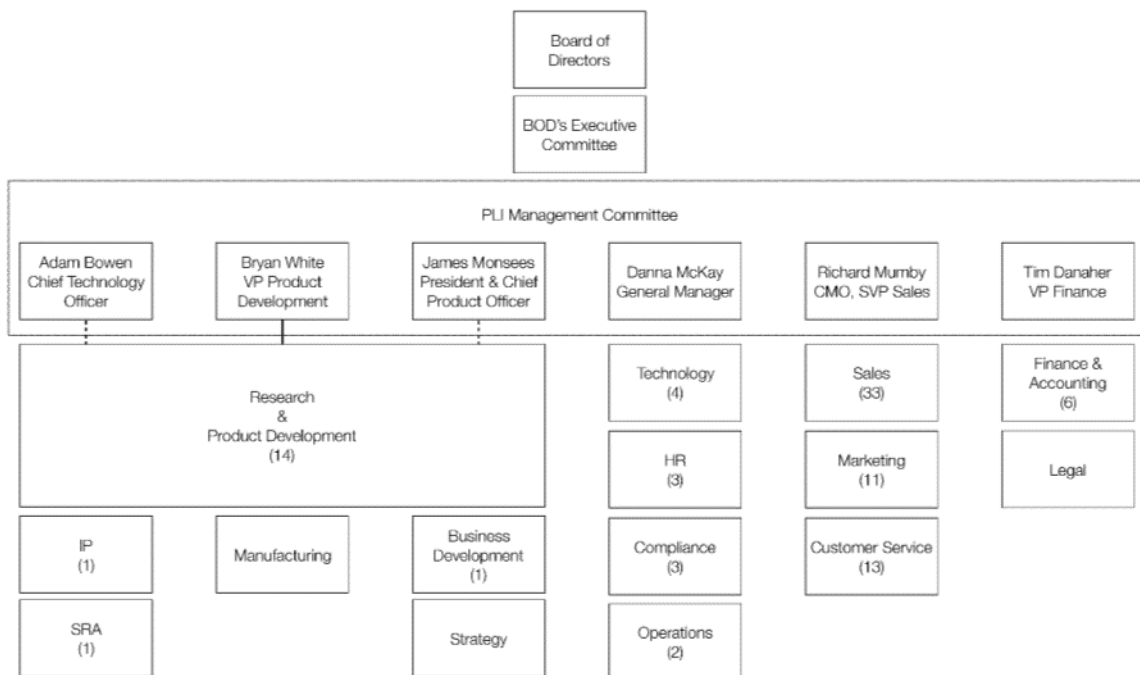 Board of
Directors
BOD's Executive
Committee
PLI Management Committee
Adam Bowen
Chief Technology
Officer
Bryan White
VP Product
Development
James Monsees
President & Chief
Product Officer
Danna McKay
General Manager
Richard Mumby
CMO, SVP Sales
Tim Danaher
VP Finance
Research
&
Product Development
(14)
Technology
(4)
Sales
(33)
Finance &
Accounting
(6)
HR
(3)
Marketing
(11)
Legal
IP
(1)
Manufacturing
Business
Development
(1)
Compliance
(3)
Customer Service
(13)
SRA
(1)
Strategy
Operations
(2)